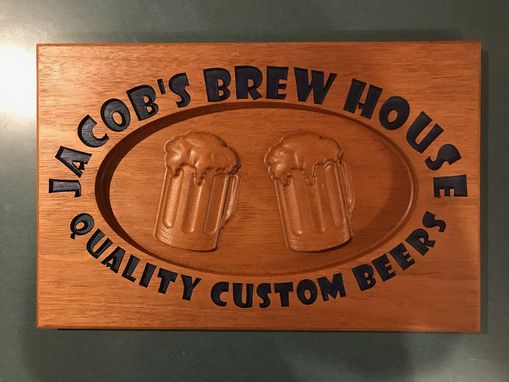 JACOB'S BREW HOUSE
QUALITY CUSTOM BEERS